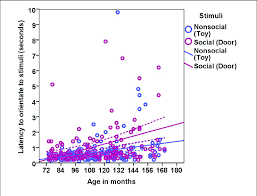 Stimuli
Nonsocial
(Toy)
Social (Door)
Nonsocial
(Toy)
Social (Door)
Latency to orientate to stimuli (seconds)
10
9
8
7
6
5
4
3
2
1
0
72 84 96 108 120 132 144 156 168 180
Age in months